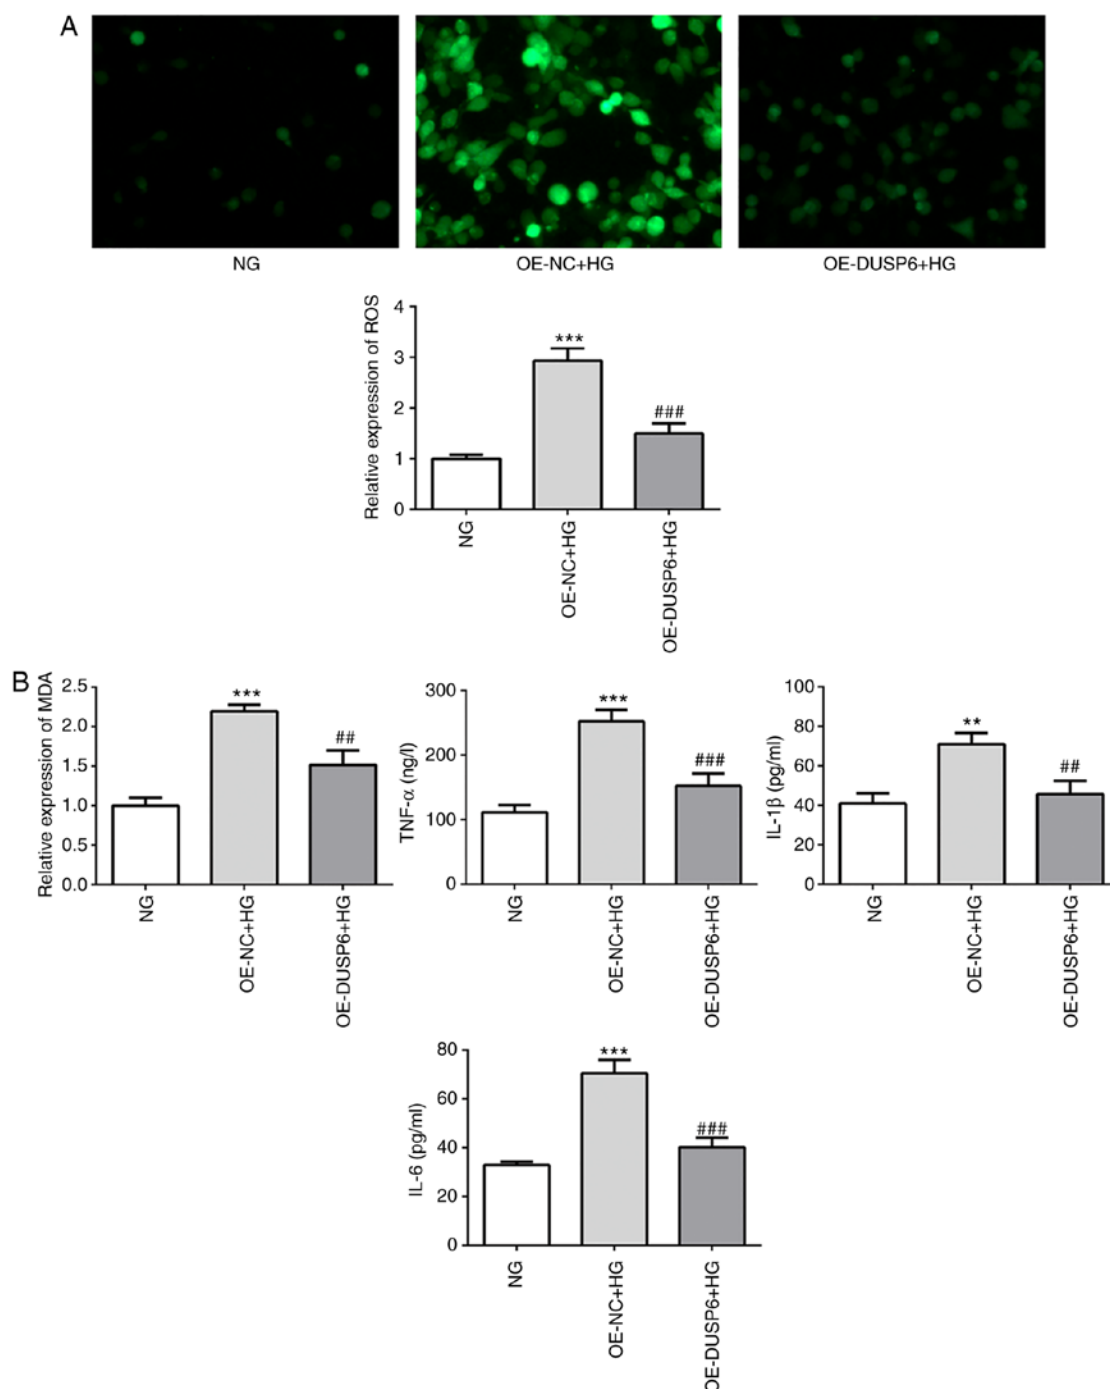 A
NG
OE-NC+HG
OE-DUSP6+HG
Relative expression of ROS
4
3
2
1
0
***
###
NG
OE-NC+HG
OE-DUSP6+HG
B
Relative expression of MDA
2.5
2.0
1.5
1.0
0.5
0.0
***
##
NG
OE-NC+HG
OE-DUSP6+HG
TNF-α (ng/l)
300
200
100
0
***
###
NG
OE-NC+HG
OE-DUSP6+HG
IL-1β (pg/ml)
100
80
60
40
20
0
**
##
NG
OE-NC+HG
OE-DUSP6+HG
IL-6 (pg/ml)
80
60
40
20
0
***
###
NG
OE-NC+HG
OE-DUSP6+HG